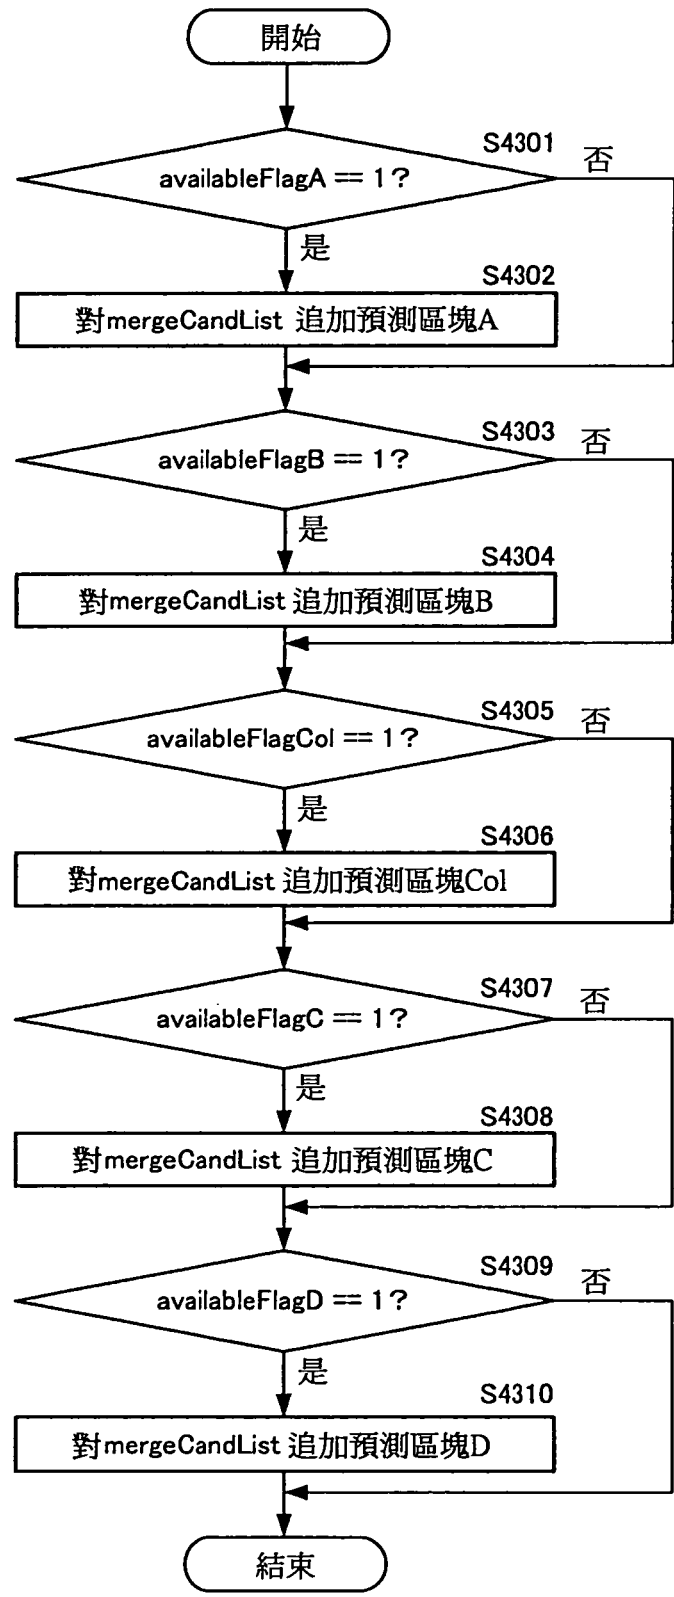 開始
S4301
availableFlagA == 1?
否
是
S4302
對mergeCandList 追加預測區塊A
S4303
availableFlagB == 1?
否
是
S4304
對mergeCandList 追加預測區塊B
S4305
availableFlagCol == 1?
否
是
S4306
對mergeCandList 追加預測區塊Col
S4307
availableFlagC == 1?
否
是
S4308
對mergeCandList 追加預測區塊C
S4309
availableFlagD == 1?
否
是
S4310
對mergeCandList 追加預測區塊D
結束